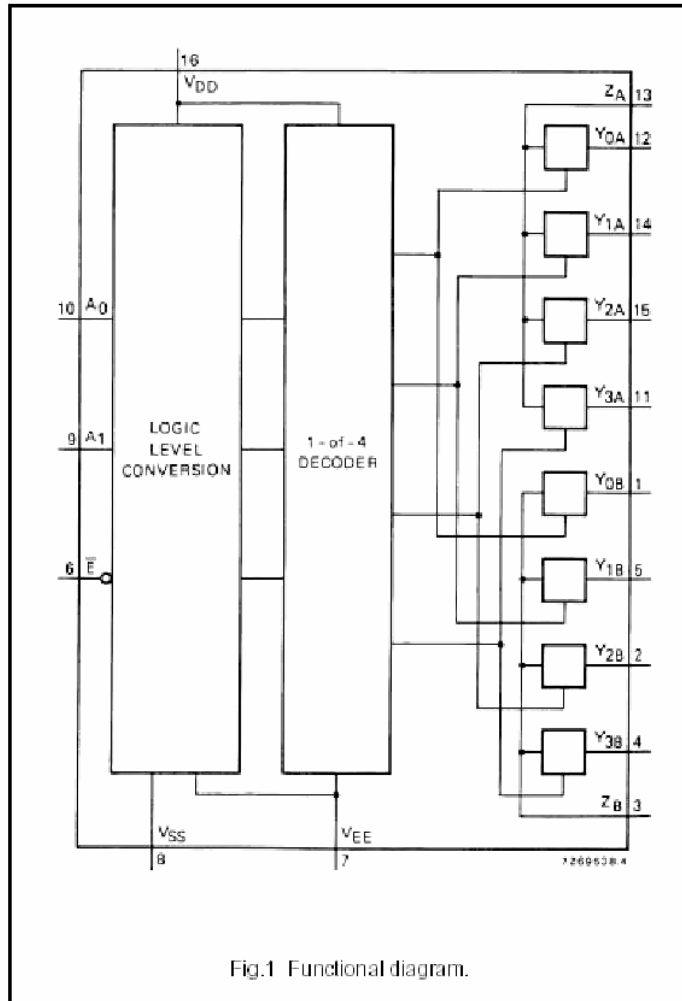 16
VDD
ZA 13
Y0A 12
Y1A 14
10 A0
Y2A 15
Y3A 11
LOGIC
LEVEL
CONVERSION
1-of-4
DECODER
9 A1
Y0B 1
6 E̅
Y1B 5
Y2B 2
Y3B 4
ZB 3
VSS
8
VEE
7
7269538.4
Fig.1 Functional diagram.